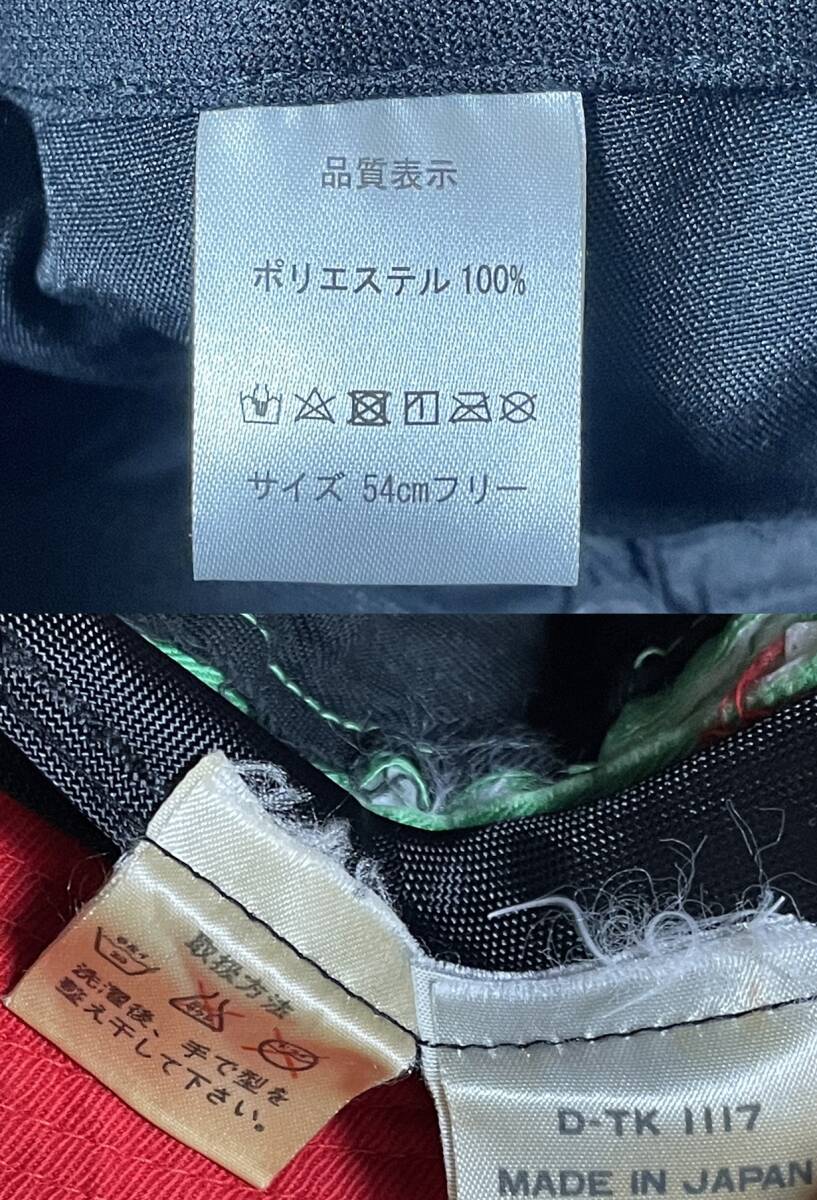 品質表示
ポリエステル 100%
サイズ 54cmフリー
取扱方法
洗濯後、手で型を
整え干して下さい。
D-TK 1117
MADE IN JAPAN